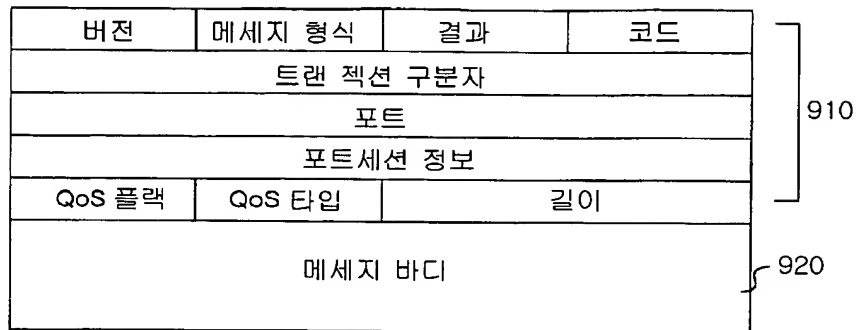 버전 메세지 형식 결과 코드
트랜 젝션 구분자
포트
910
포트세션 정보
QoS 플랙 QoS 타입 길이
메세지 바디
920